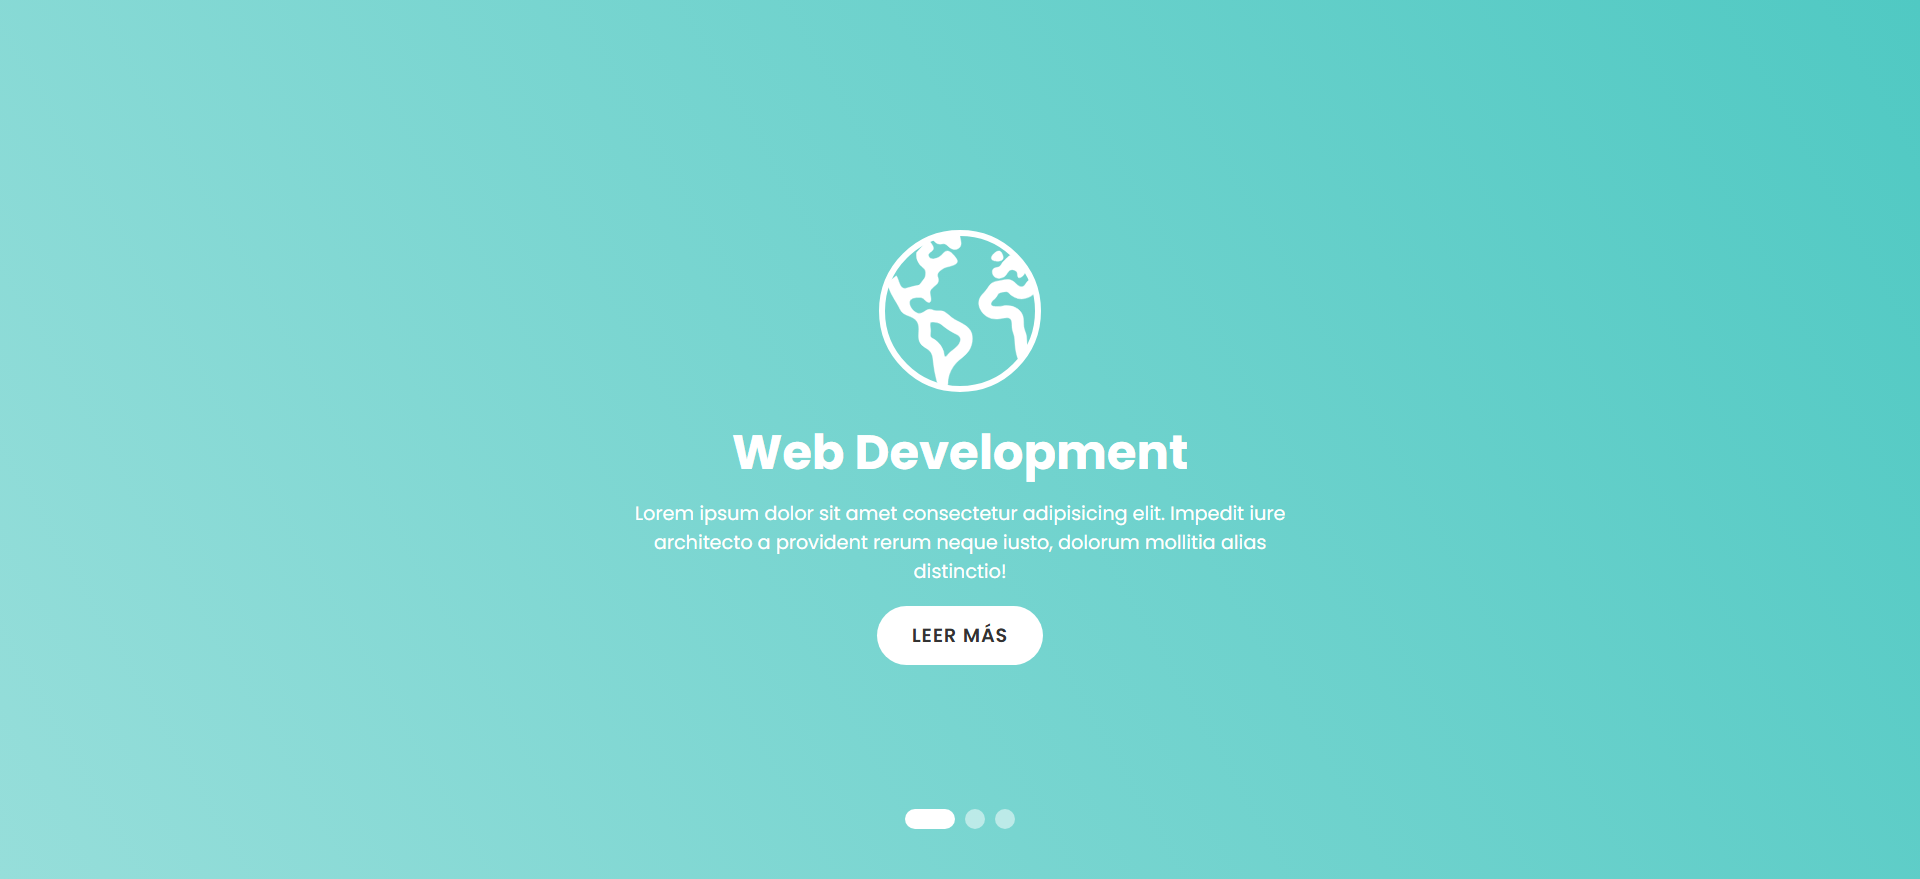 Web Development
Lorem ipsum dolor sit amet consectetur adipisicing elit. Impedit iure
architecto a provident rerum neque iusto, dolorum mollitia alias
distinctio!
LEER MÁS